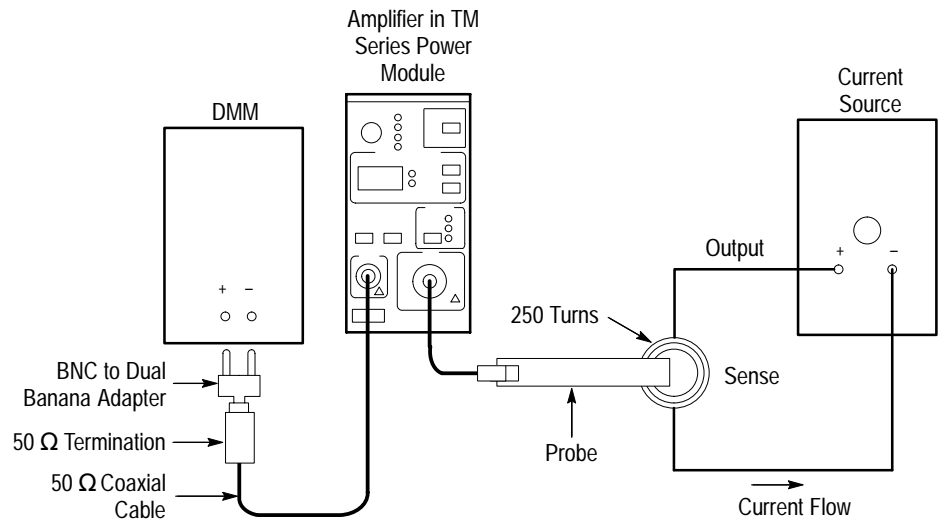 Amplifier in TM
Series Power
Module
DMM
Current
Source
+ −
+ −
Output
250 Turns
Sense
BNC to Dual
Banana Adapter
50 Ω Termination
Probe
50 Ω Coaxial
Cable
Current Flow